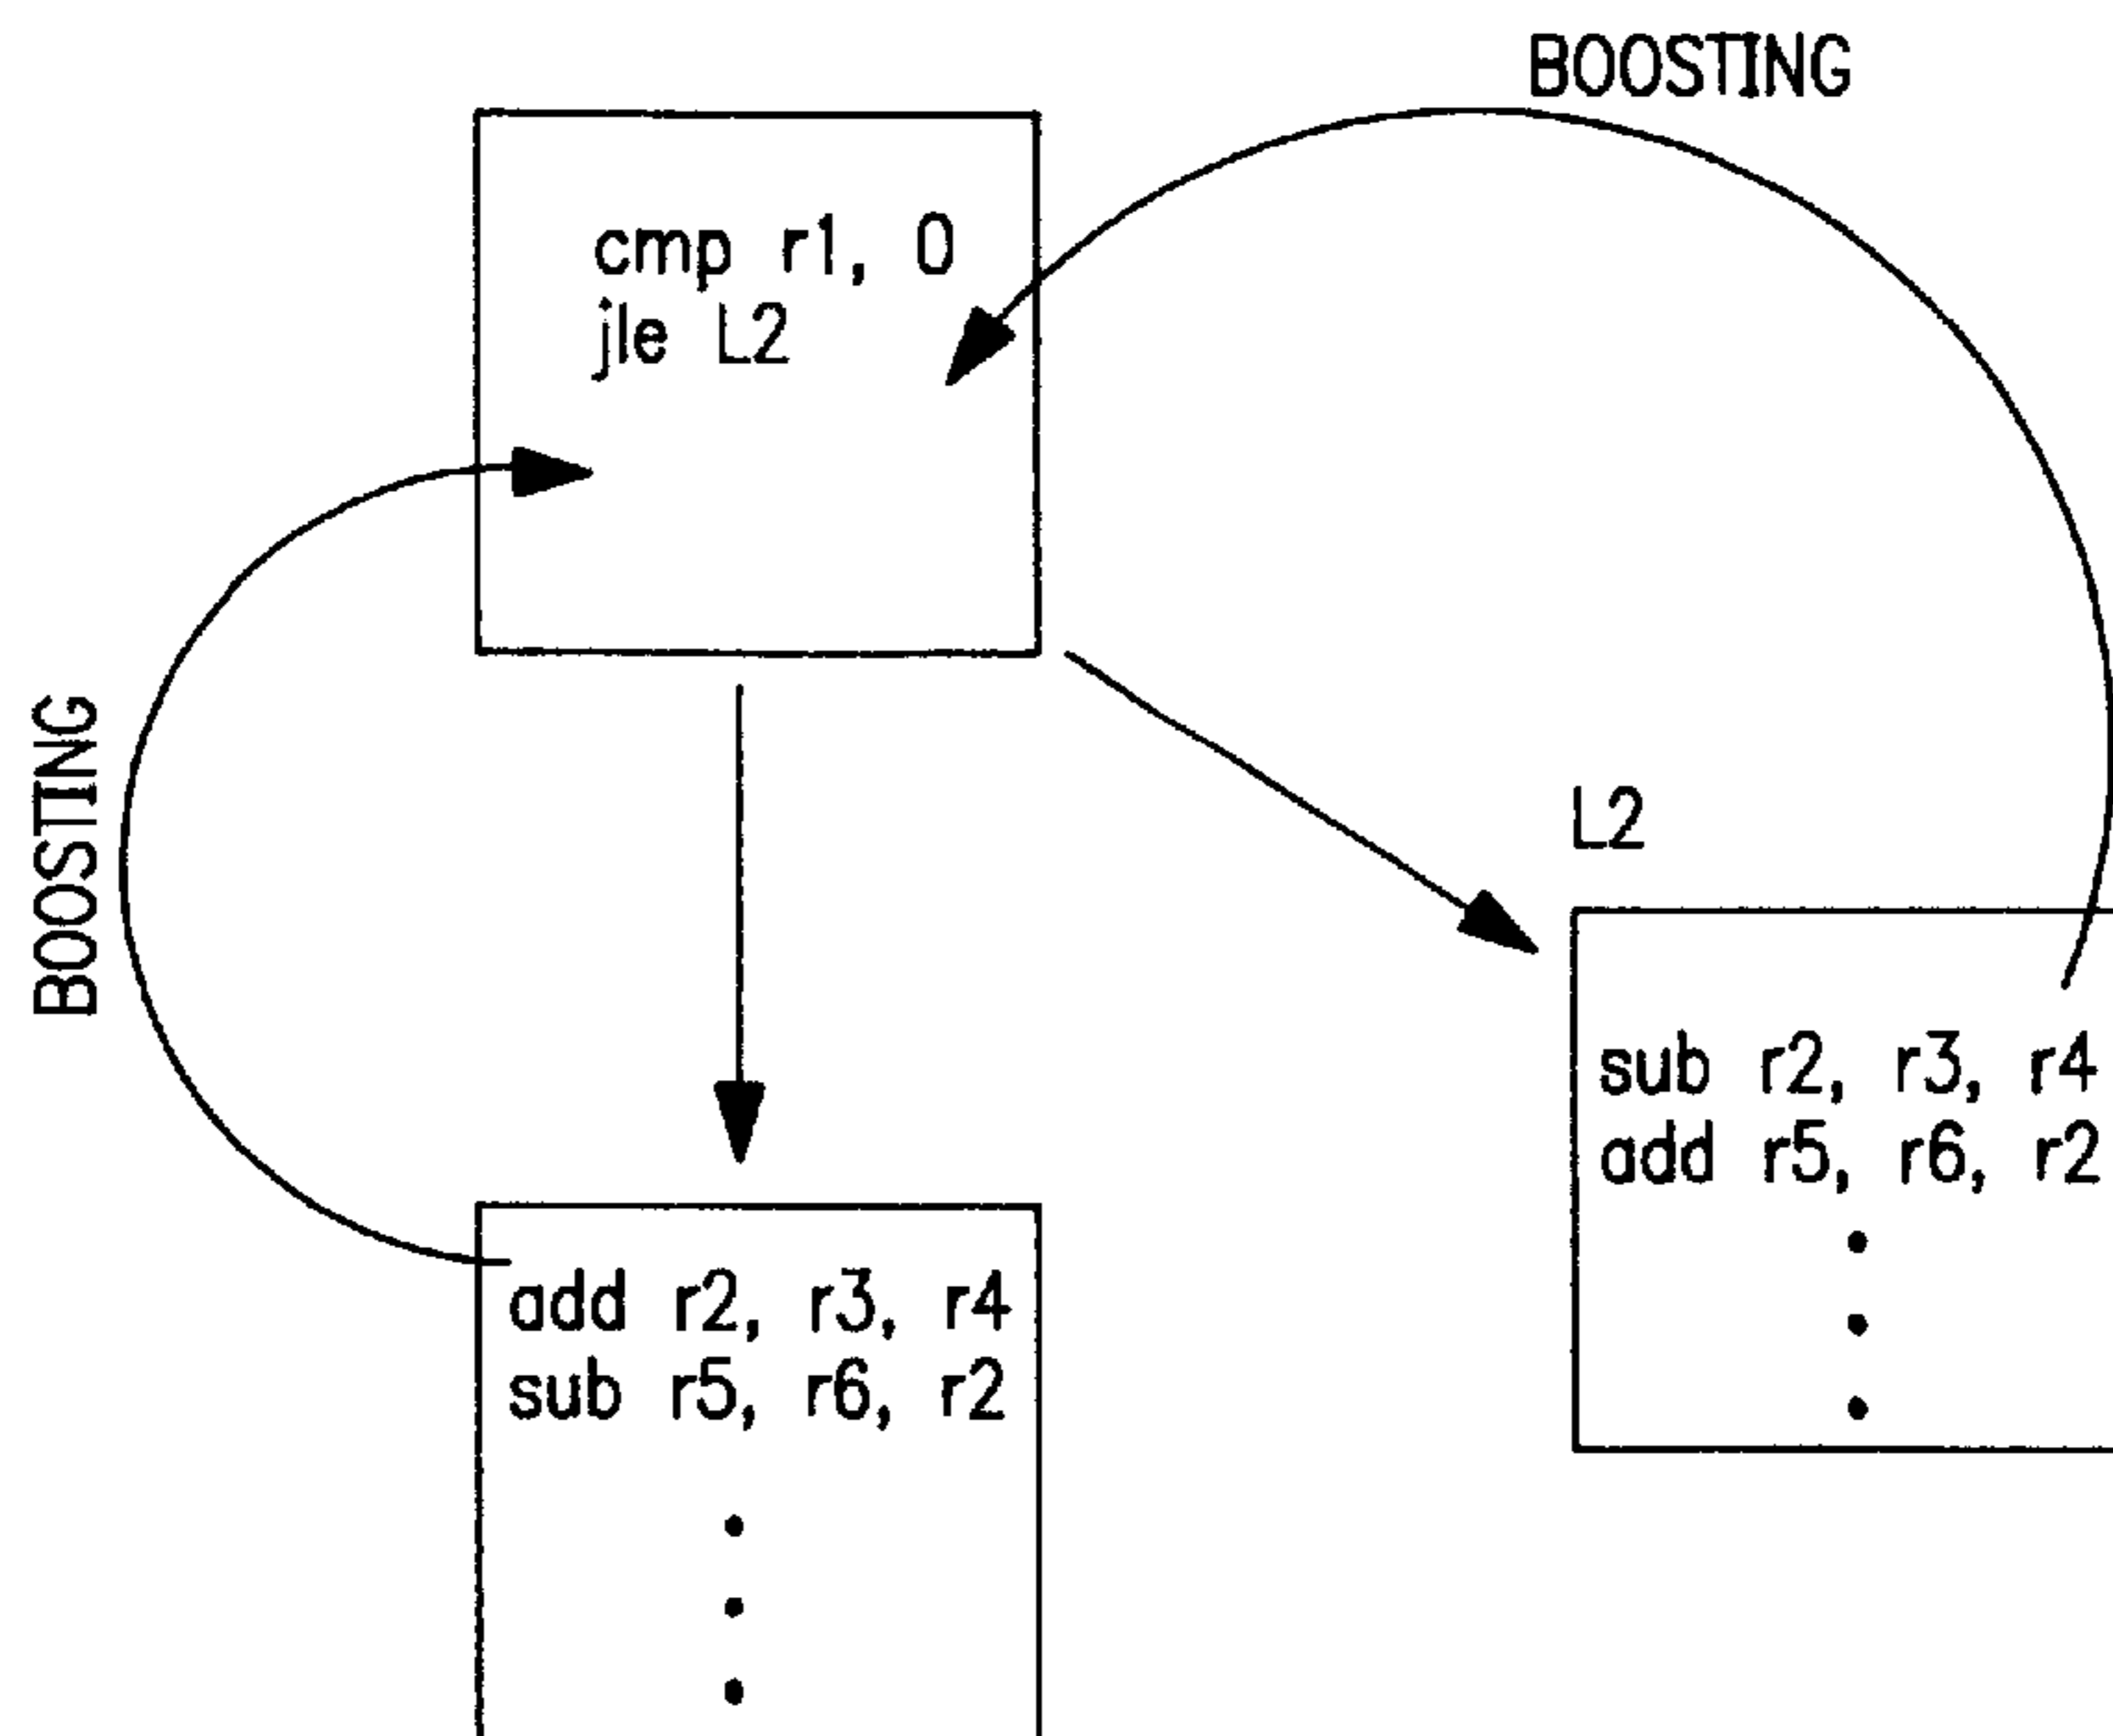 BOOSTING
cmp r1, 0
jle L2
BOOSTING
L2
sub r2, r3, r4
add r5, r6, r2
add r2, r3, r4
sub r5, r6, r2